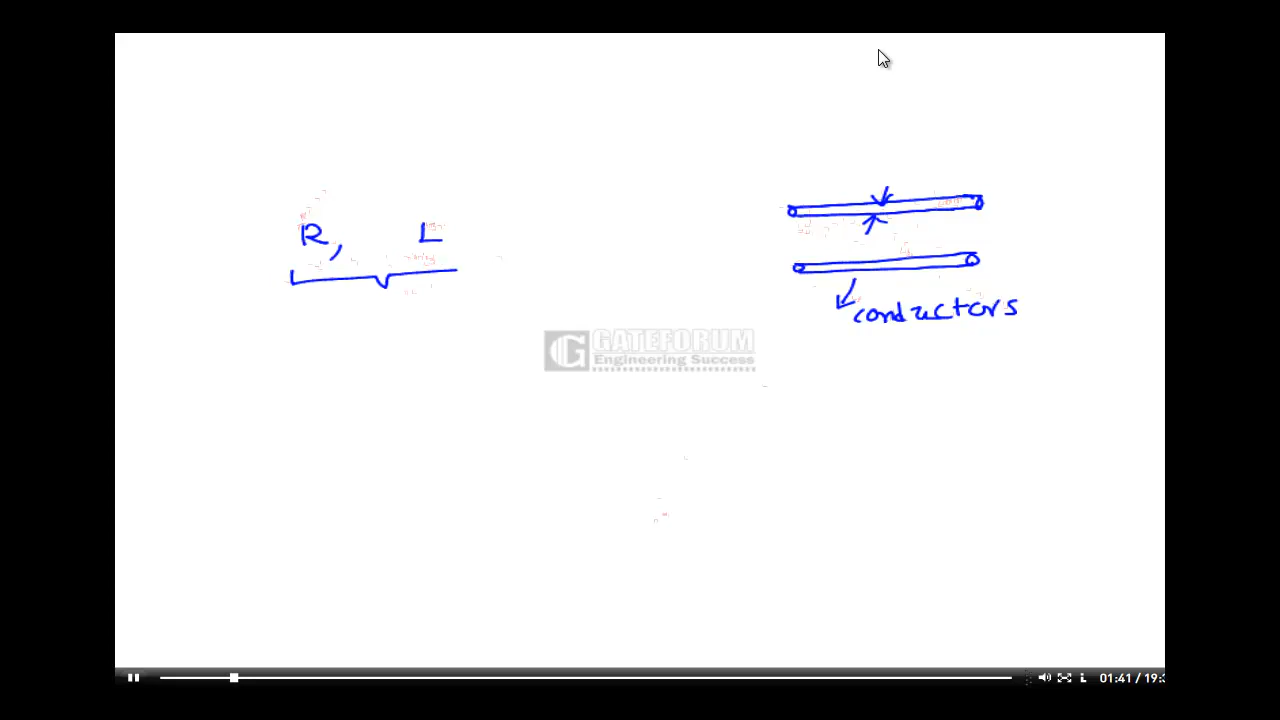 R, L
conductors
GATEFORUM
Engineering Success
01:41 / 19: